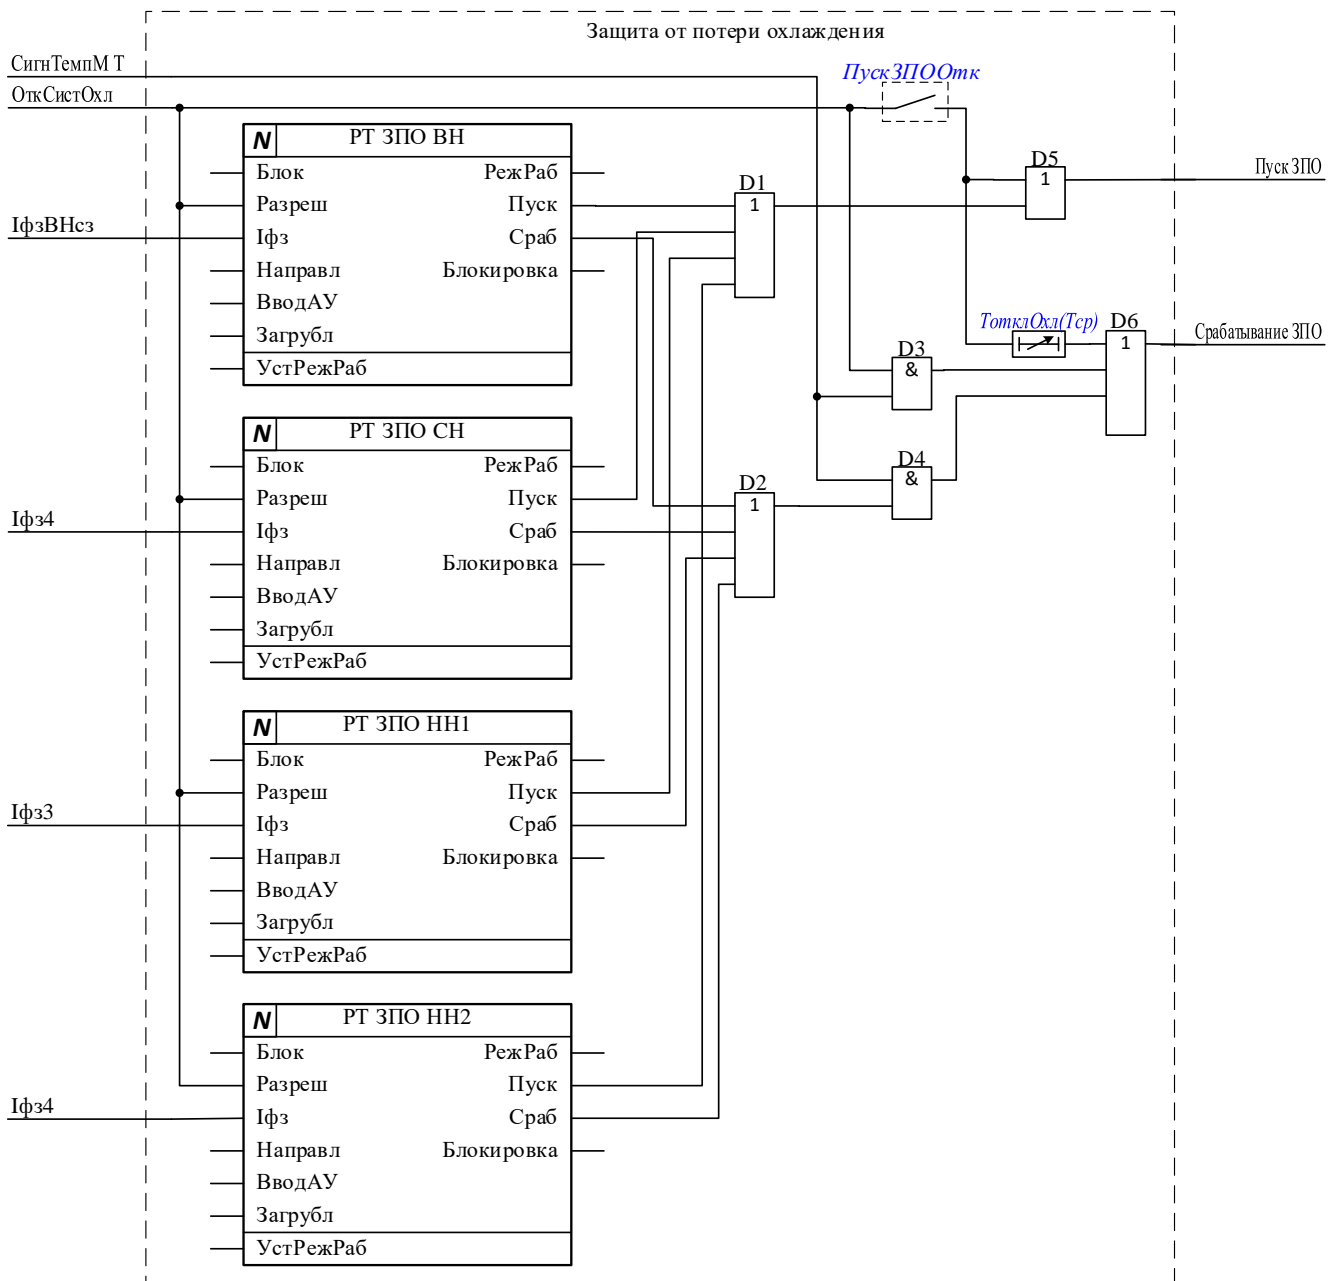 Защита от потери охлаждения
СигнТемпМ Т
ПускЗПООтк
ОткСистОхл
N РТ ЗПО ВН
Блок РежРаб
Разреш Пуск
IфзВНсз
Iфз Сраб
Направл Блокировка
ВводАУ
Загрубл
УстРежРаб
D1
1
D5
1
Пуск ЗПО
ТотклОхл(Тср)
D6
1
Срабатывание ЗПО
D3
&
N РТ ЗПО СН
Блок РежРаб
Разреш Пуск
Iфз4
Iфз Сраб
Направл Блокировка
ВводАУ
Загрубл
УстРежРаб
D2
1
D4
&
N РТ ЗПО НН1
Блок РежРаб
Разреш Пуск
Iфз3
Iфз Сраб
Направл Блокировка
ВводАУ
Загрубл
УстРежРаб
N РТ ЗПО НН2
Блок РежРаб
Разреш Пуск
Iфз4
Iфз Сраб
Направл Блокировка
ВводАУ
Загрубл
УстРежРаб